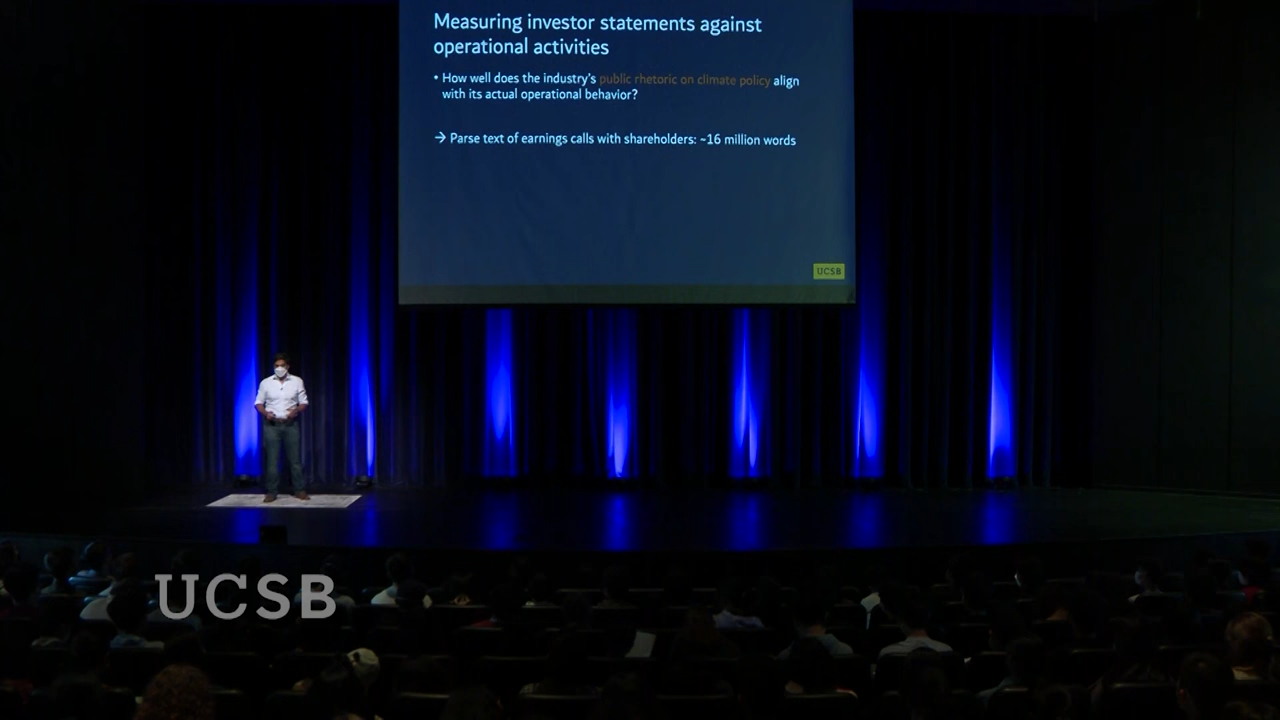 Measuring investor statements against
operational activities
• How well does the industry's public rhetoric on climate policy align
with its actual operational behavior?
→ Parse text of earnings calls with shareholders: ~16 million words
UCSB
UCSB